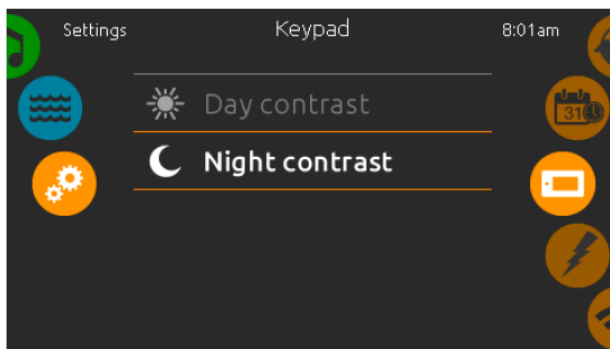 Settings
Keypad
8:01am
Day contrast
31
Night contrast